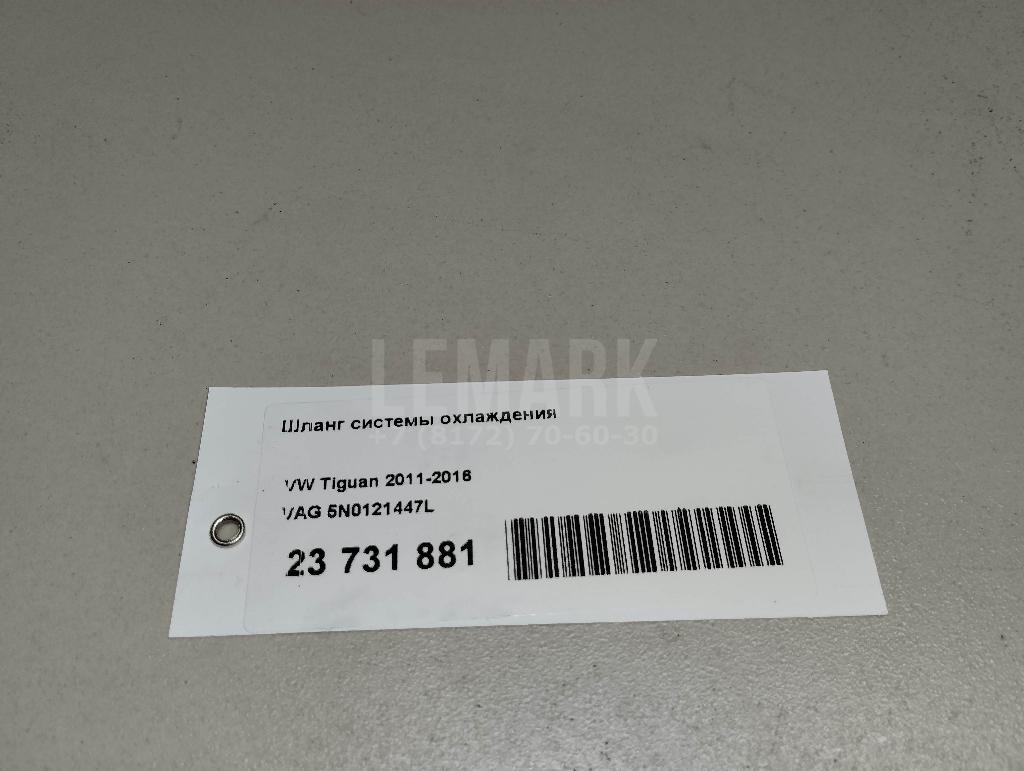 LEMARK
+7 (8172) 70-60-30
Шланг системы охлаждения
VW Tiguan 2011-2016
VAG 5N0121447L
23 731 881